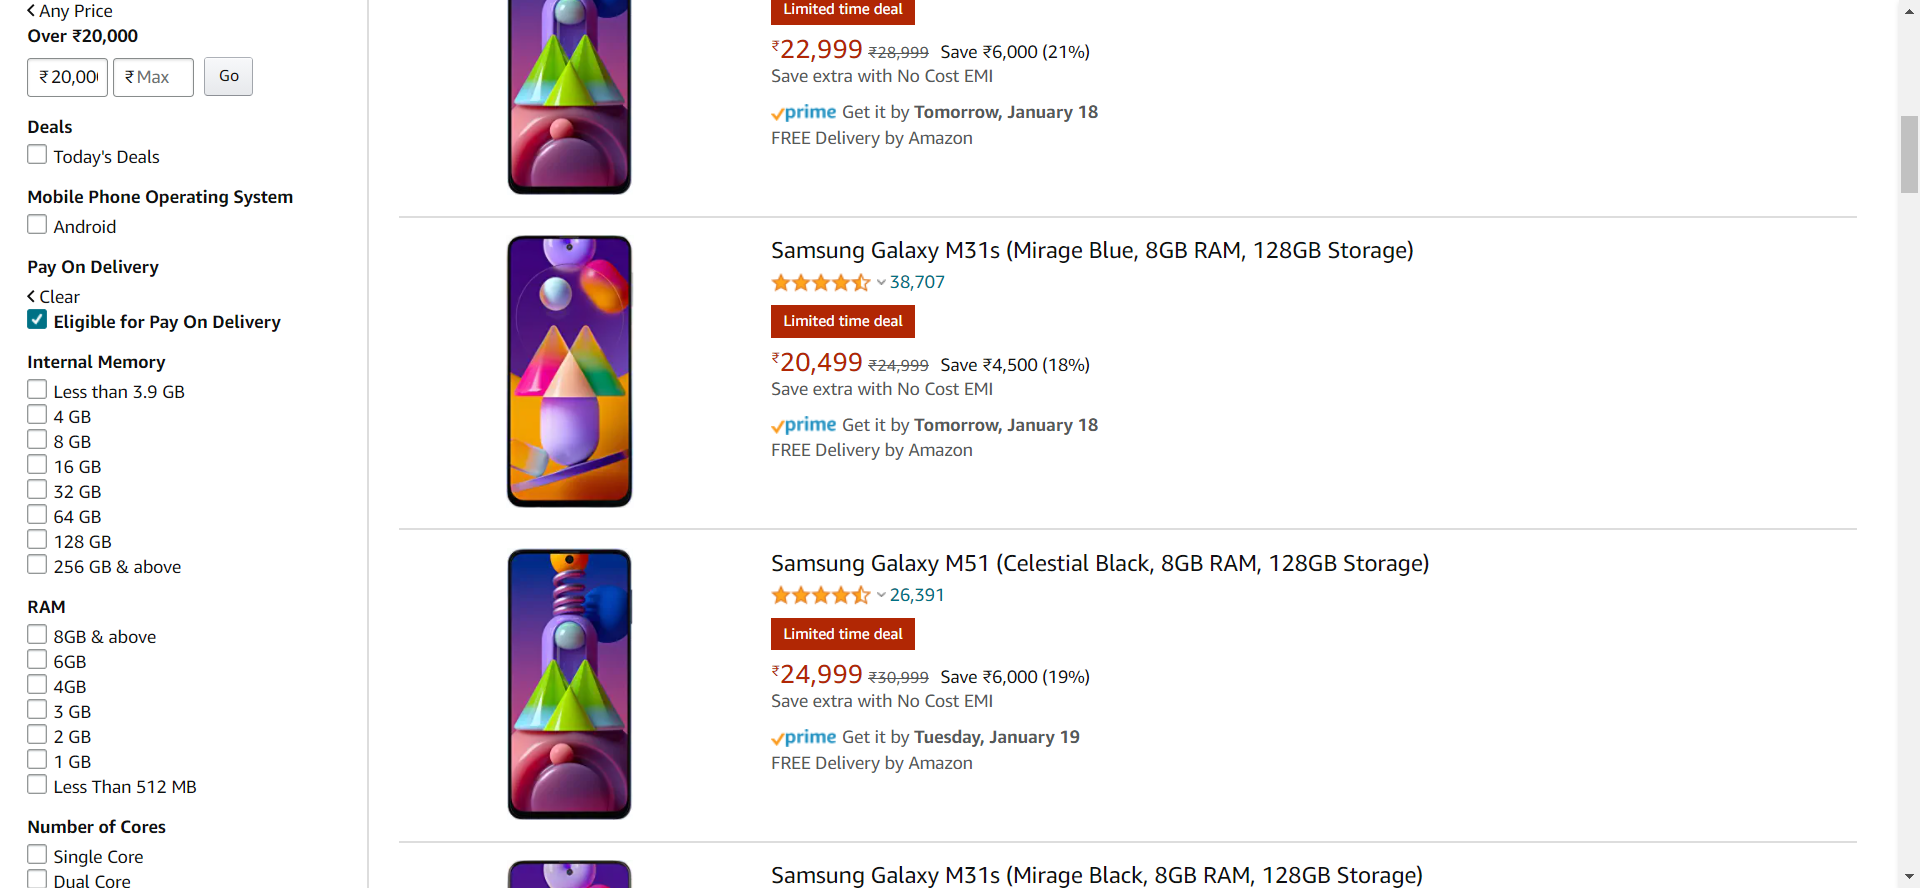 Any Price
Over ₹20,000
₹ 20,00
₹ Max
Go
Deals
Today's Deals
Mobile Phone Operating System
Android
Pay On Delivery
Clear
Eligible for Pay On Delivery
Internal Memory
Less than 3.9 GB
4 GB
8 GB
16 GB
32 GB
64 GB
128 GB
256 GB & above
RAM
8GB & above
6GB
4GB
3 GB
2 GB
1 GB
Less Than 512 MB
Number of Cores
Single Core
Dual Core
Limited time deal
₹22,999 ₹28,999 Save ₹6,000 (21%)
Save extra with No Cost EMI
prime Get it by Tomorrow, January 18
FREE Delivery by Amazon
Samsung Galaxy M31s (Mirage Blue, 8GB RAM, 128GB Storage)
38,707
Limited time deal
₹20,499 ₹24,999 Save ₹4,500 (18%)
Save extra with No Cost EMI
prime Get it by Tomorrow, January 18
FREE Delivery by Amazon
Samsung Galaxy M51 (Celestial Black, 8GB RAM, 128GB Storage)
26,391
Limited time deal
₹24,999 ₹30,999 Save ₹6,000 (19%)
Save extra with No Cost EMI
prime Get it by Tuesday, January 19
FREE Delivery by Amazon
Samsung Galaxy M31s (Mirage Black, 8GB RAM, 128GB Storage)